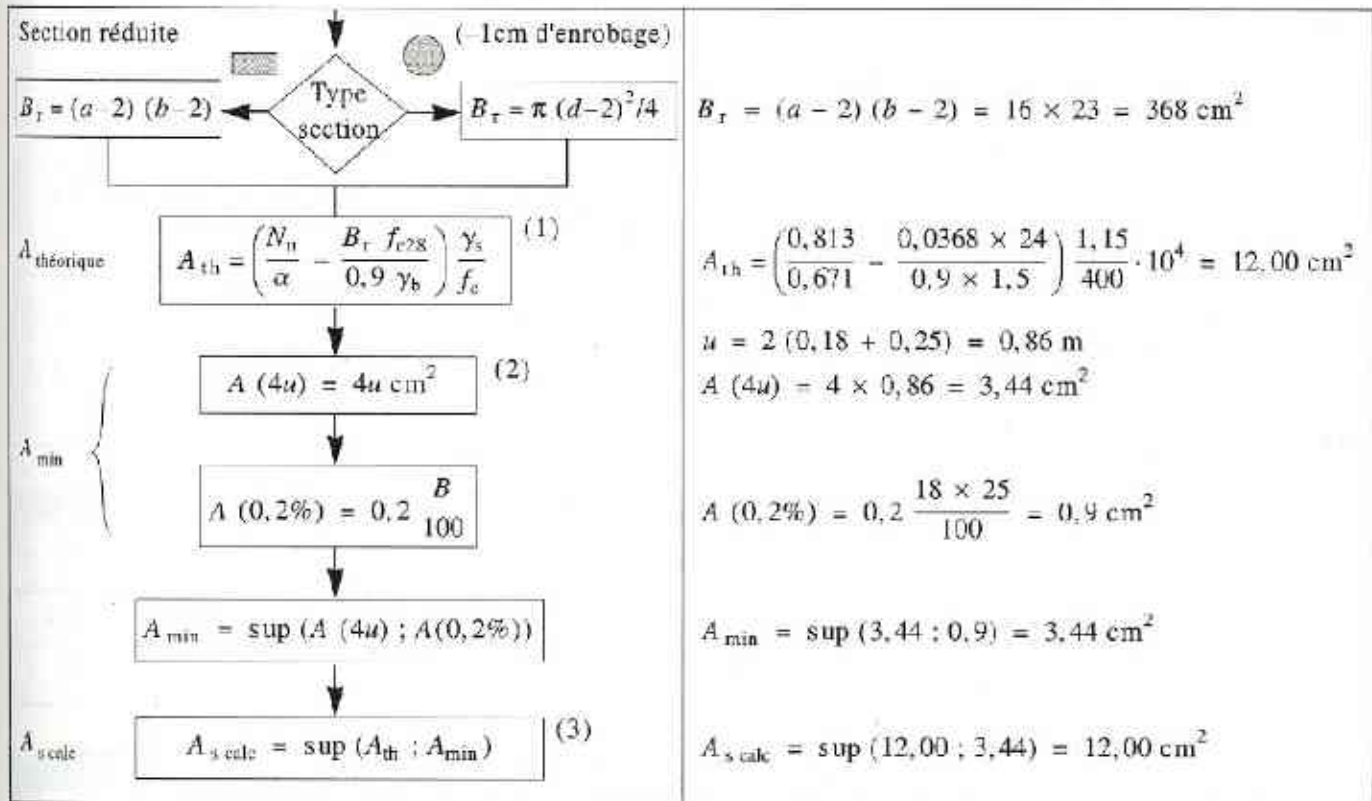 Section réduite
(–1cm d'enrobage)
Type
section
B_r = (a – 2) (b – 2)
B_r = π (d–2)²/4
B_r = (a – 2) (b – 2) = 16 × 23 = 368 cm²
A théorique
A_th = (N_u/α – B_r f_c28/0,9 γ_b) γ_s/f_e (1)
A_th = (0,813/0,671 – 0,0368 × 24/0,9 × 1,5) 1,15/400 · 10⁴ = 12,00 cm²
u = 2 (0,18 + 0,25) = 0,86 m
A (4u) = 4u cm² (2)
A (4u) = 4 × 0,86 = 3,44 cm²
A min
A (0,2%) = 0,2 B/100
A (0,2%) = 0,2 18 × 25/100 = 0,9 cm²
A_min = sup (A (4u) ; A(0,2%))
A_min = sup (3,44 ; 0,9) = 3,44 cm²
A s calc
A_s calc = sup (A_th ; A_min) (3)
A_s calc = sup (12,00 ; 3,44) = 12,00 cm²